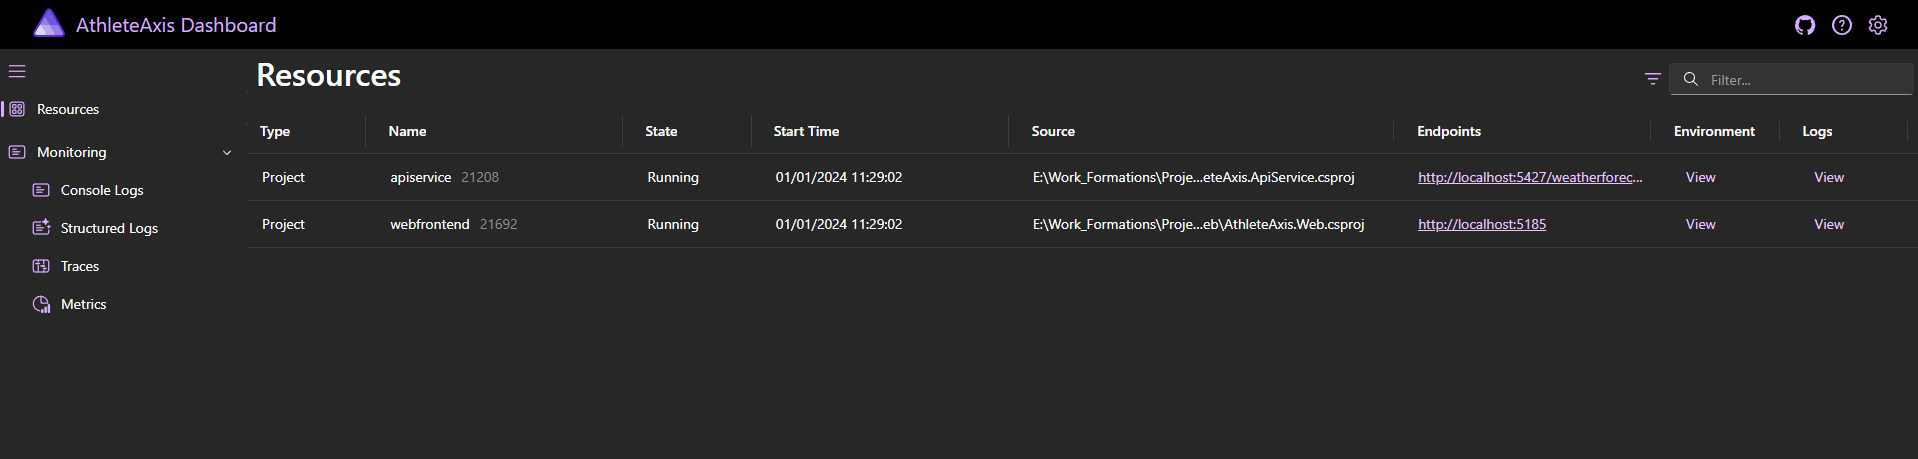 AthleteAxis Dashboard
Resources
Filter...
Resources
Monitoring
Console Logs
Structured Logs
Traces
Metrics
Type Name State Start Time Source Endpoints Environment Logs
Project apiservice 21208 Running 01/01/2024 11:29:02 E:\Work_Formations\Proje...eteAxis.ApiService.csproj http://localhost:5427/weatherforec... View View
Project webfrontend 21692 Running 01/01/2024 11:29:02 E:\Work_Formations\Proje...eb\AthleteAxis.Web.csproj http://localhost:5185 View View